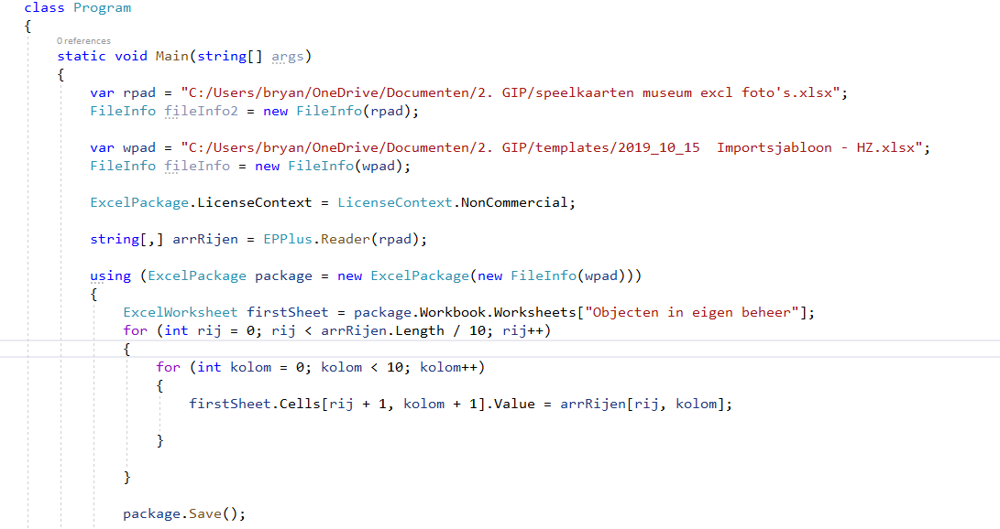 class Program
{
0 references
static void Main(string[] args)
{
var rpad = "C:/Users/bryan/OneDrive/Documenten/2. GIP/speelkaarten museum excl foto's.xlsx";
FileInfo fileInfo2 = new FileInfo(rpad);
var wpad = "C:/Users/bryan/OneDrive/Documenten/2. GIP/templates/2019_10_15  Importsjabloon - HZ.xlsx";
FileInfo fileInfo = new FileInfo(wpad);
ExcelPackage.LicenseContext = LicenseContext.NonCommercial;
string[,] arrRijen = EPPlus.Reader(rpad);
using (ExcelPackage package = new ExcelPackage(new FileInfo(wpad)))
{
ExcelWorksheet firstSheet = package.Workbook.Worksheets["Objecten in eigen beheer"];
for (int rij = 0; rij < arrRijen.Length / 10; rij++)
{
for (int kolom = 0; kolom < 10; kolom++)
{
firstSheet.Cells[rij + 1, kolom + 1].Value = arrRijen[rij, kolom];
}
}
package.Save();